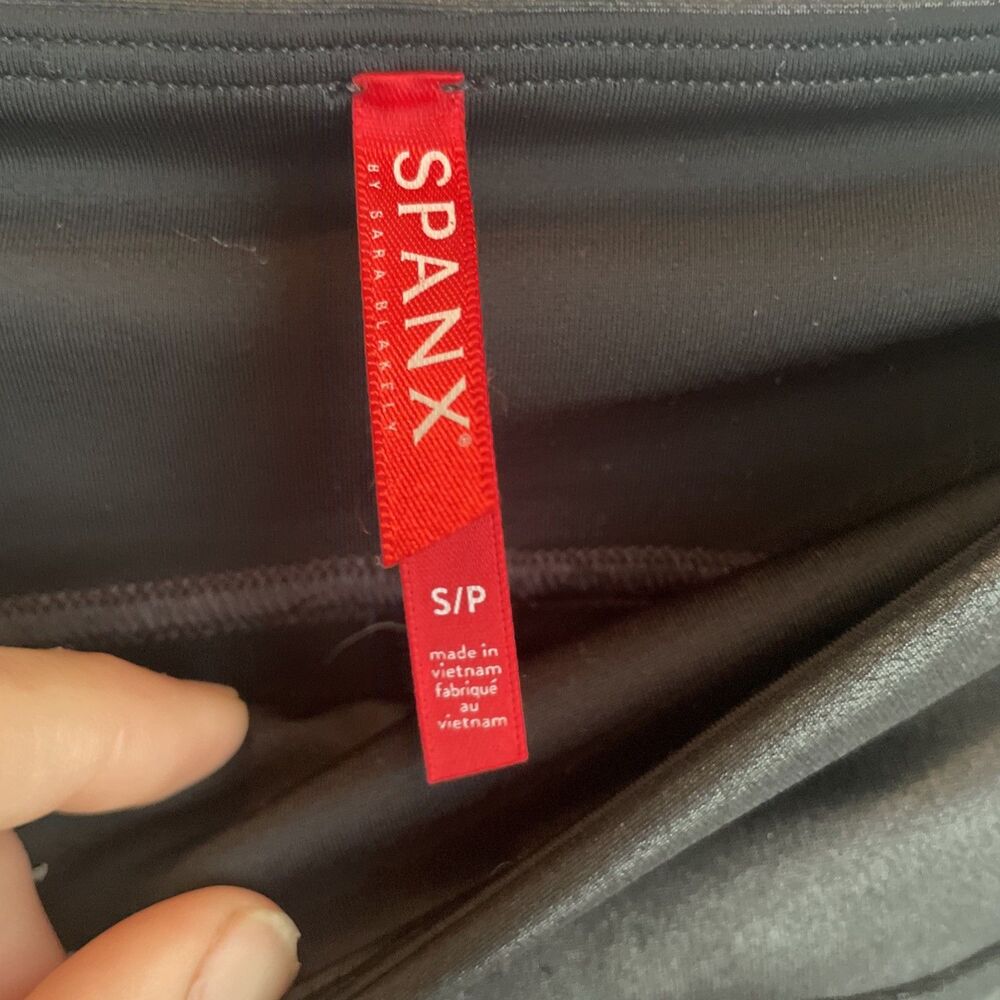 SPANX®
BY SARA BLAKELY
S/P
made in
vietnam
fabriqué
au
vietnam